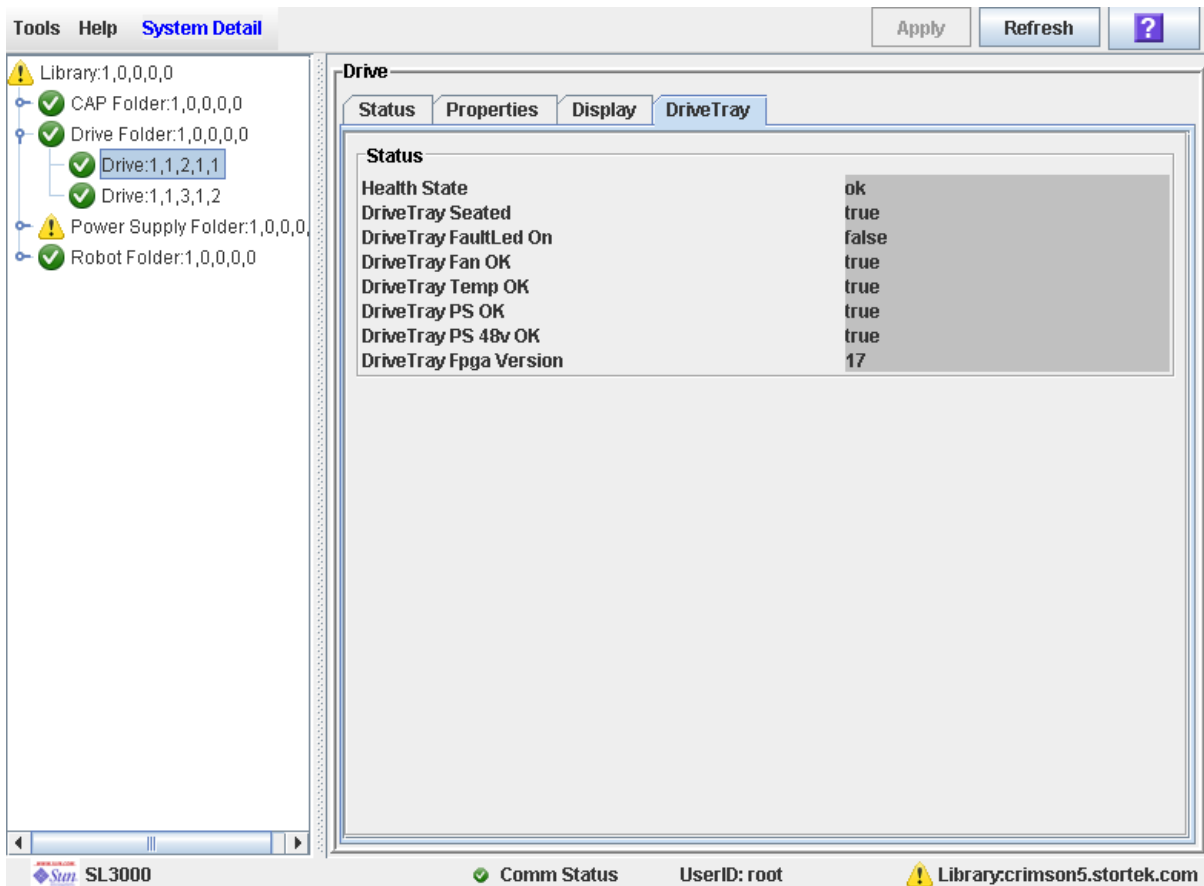 Tools Help System Detail
Apply Refresh ?
Library:1,0,0,0,0
CAP Folder:1,0,0,0,0
Drive Folder:1,0,0,0,0
Drive:1,1,2,1,1
Drive:1,1,3,1,2
Power Supply Folder:1,0,0,0,
Robot Folder:1,0,0,0,0
Drive
Status Properties Display DriveTray
Status
Health State ok
DriveTray Seated true
DriveTray FaultLed On false
DriveTray Fan OK true
DriveTray Temp OK true
DriveTray PS OK true
DriveTray PS 48v OK true
DriveTray Fpga Version 17
Sun SL3000 Comm Status UserID: root Library:crimson5.stortek.com